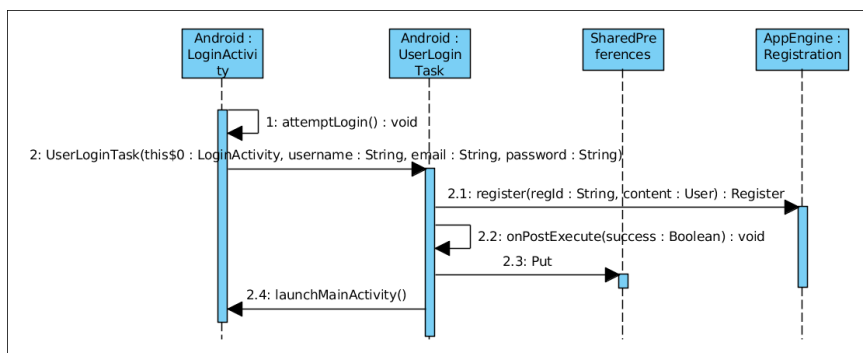 Android :
LoginActivi
ty
Android :
UserLogin
Task
SharedPre
ferences
AppEngine :
Registration
1: attemptLogin() : void
2: UserLoginTask(this$0 : LoginActivity, username : String, email : String, password : String)
2.1: register(regId : String, content : User) : Register
2.2: onPostExecute(success : Boolean) : void
2.3: Put
2.4: launchMainActivity()